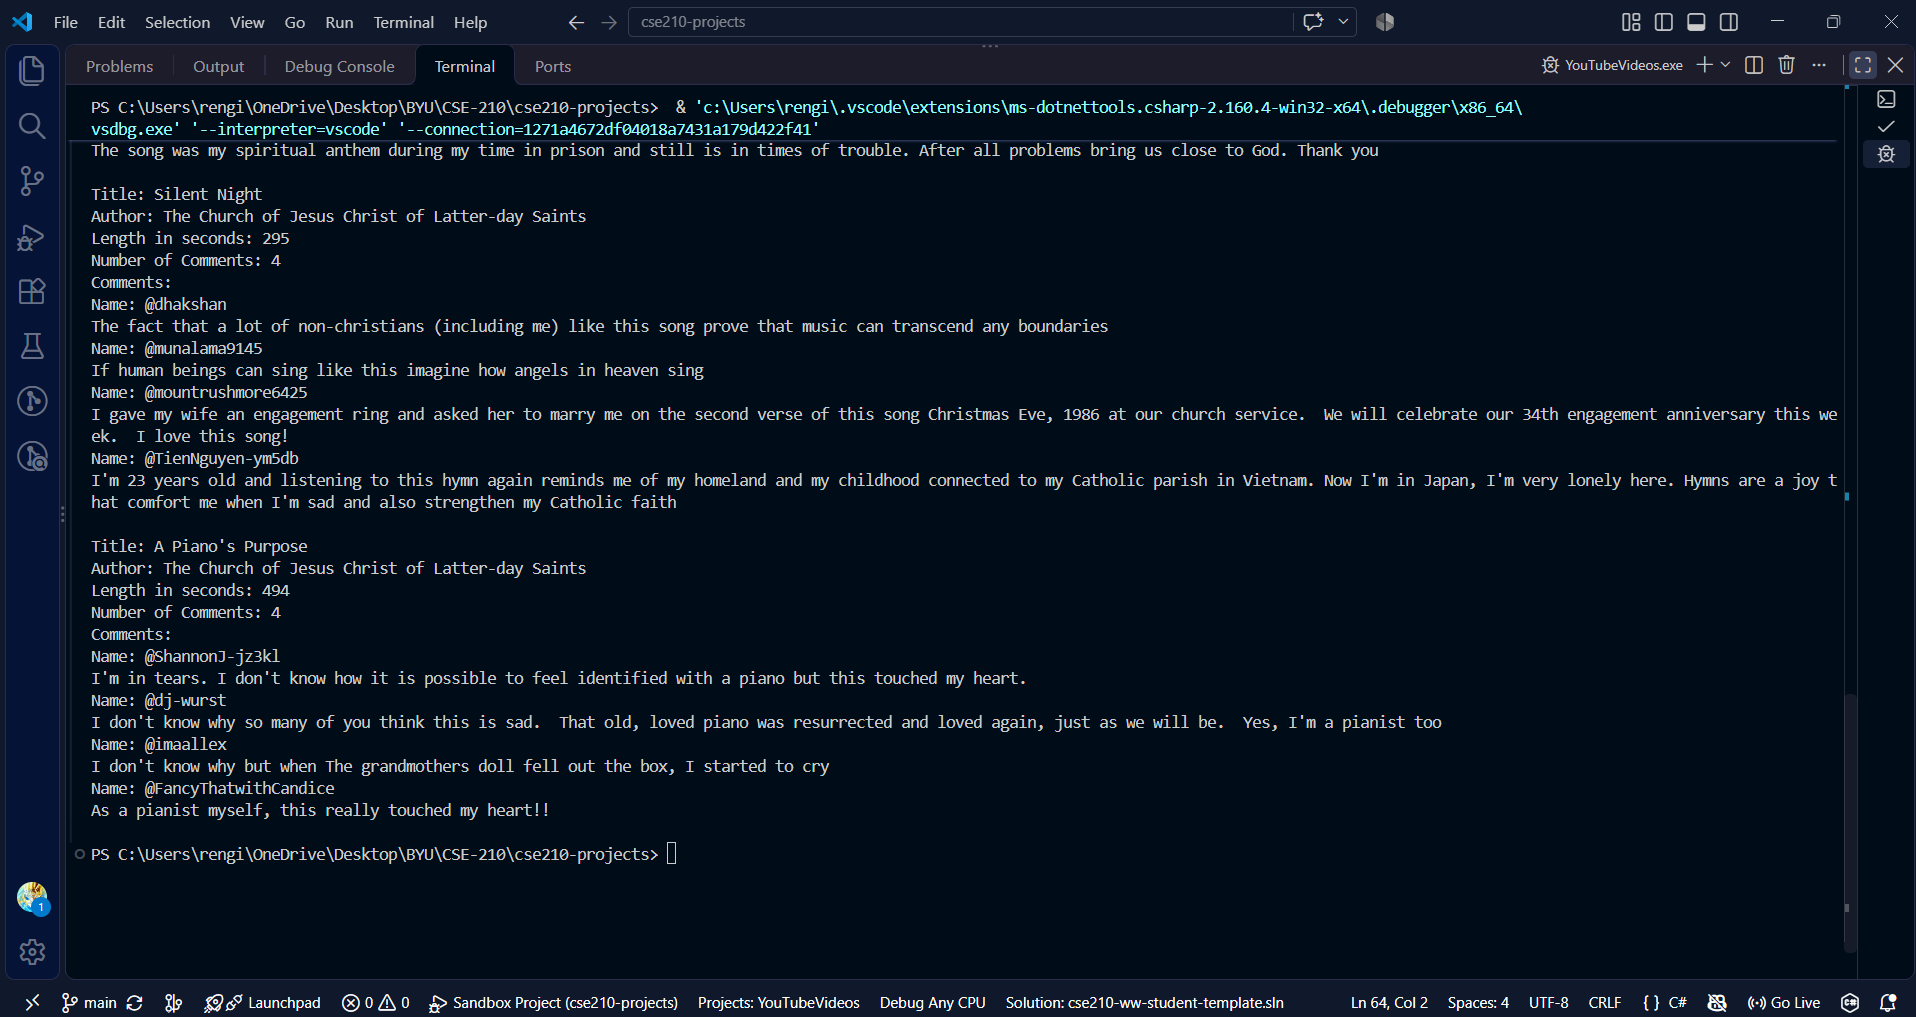 File Edit Selection View Go Run Terminal Help
cse210-projects
Problems Output Debug Console Terminal Ports
YouTubeVideos.exe
PS C:\Users\rengi\OneDrive\Desktop\BYU\CSE-210\cse210-projects>  & 'c:\Users\rengi\.vscode\extensions\ms-dotnettools.csharp-2.160.4-win32-x64\.debugger\x86_64\
vsdbg.exe' '--interpreter=vscode' '--connection=1271a4672df04018a7431a179d422f41'
The song was my spiritual anthem during my time in prison and still is in times of trouble. After all problems bring us close to God. Thank you
Title: Silent Night
Author: The Church of Jesus Christ of Latter-day Saints
Length in seconds: 295
Number of Comments: 4
Comments:
Name: @dhakshan
The fact that a lot of non-christians (including me) like this song prove that music can transcend any boundaries
Name: @munalama9145
If human beings can sing like this imagine how angels in heaven sing
Name: @mountrushmore6425
I gave my wife an engagement ring and asked her to marry me on the second verse of this song Christmas Eve, 1986 at our church service.  We will celebrate our 34th engagement anniversary this we
ek.  I love this song!
Name: @TienNguyen-ym5db
I'm 23 years old and listening to this hymn again reminds me of my homeland and my childhood connected to my Catholic parish in Vietnam. Now I'm in Japan, I'm very lonely here. Hymns are a joy t
hat comfort me when I'm sad and also strengthen my Catholic faith
Title: A Piano's Purpose
Author: The Church of Jesus Christ of Latter-day Saints
Length in seconds: 494
Number of Comments: 4
Comments:
Name: @ShannonJ-jz3kl
I'm in tears. I don't know how it is possible to feel identified with a piano but this touched my heart.
Name: @dj-wurst
I don't know why so many of you think this is sad.  That old, loved piano was resurrected and loved again, just as we will be.  Yes, I'm a pianist too
Name: @imaallex
I don't know why but when The grandmothers doll fell out the box, I started to cry
Name: @FancyThatwithCandice
As a pianist myself, this really touched my heart!!
PS C:\Users\rengi\OneDrive\Desktop\BYU\CSE-210\cse210-projects>
1
main Launchpad 0 0 Sandbox Project (cse210-projects) Projects: YouTubeVideos Debug Any CPU Solution: cse210-ww-student-template.sln Ln 64, Col 2 Spaces: 4 UTF-8 CRLF { } C# Go Live